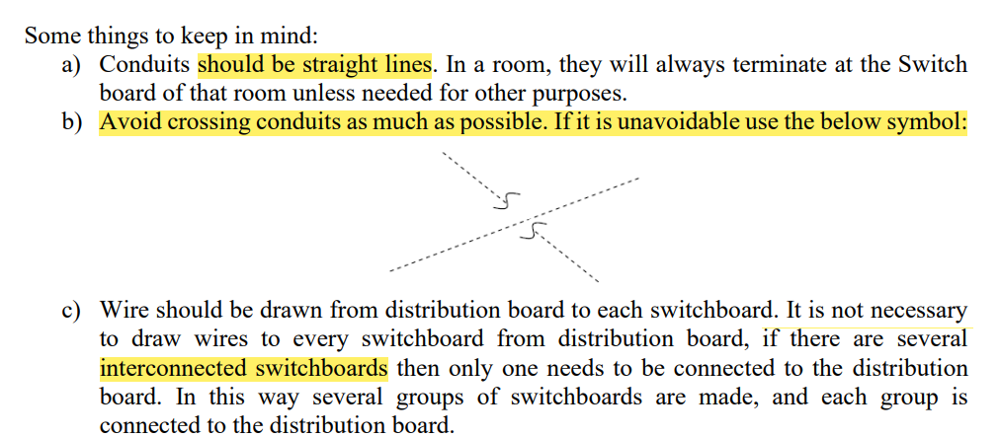 Some things to keep in mind:
a) Conduits should be straight lines. In a room, they will always terminate at the Switch
board of that room unless needed for other purposes.
b) Avoid crossing conduits as much as possible. If it is unavoidable use the below symbol:
c) Wire should be drawn from distribution board to each switchboard. It is not necessary
to draw wires to every switchboard from distribution board, if there are several
interconnected switchboards then only one needs to be connected to the distribution
board. In this way several groups of switchboards are made, and each group is
connected to the distribution board.